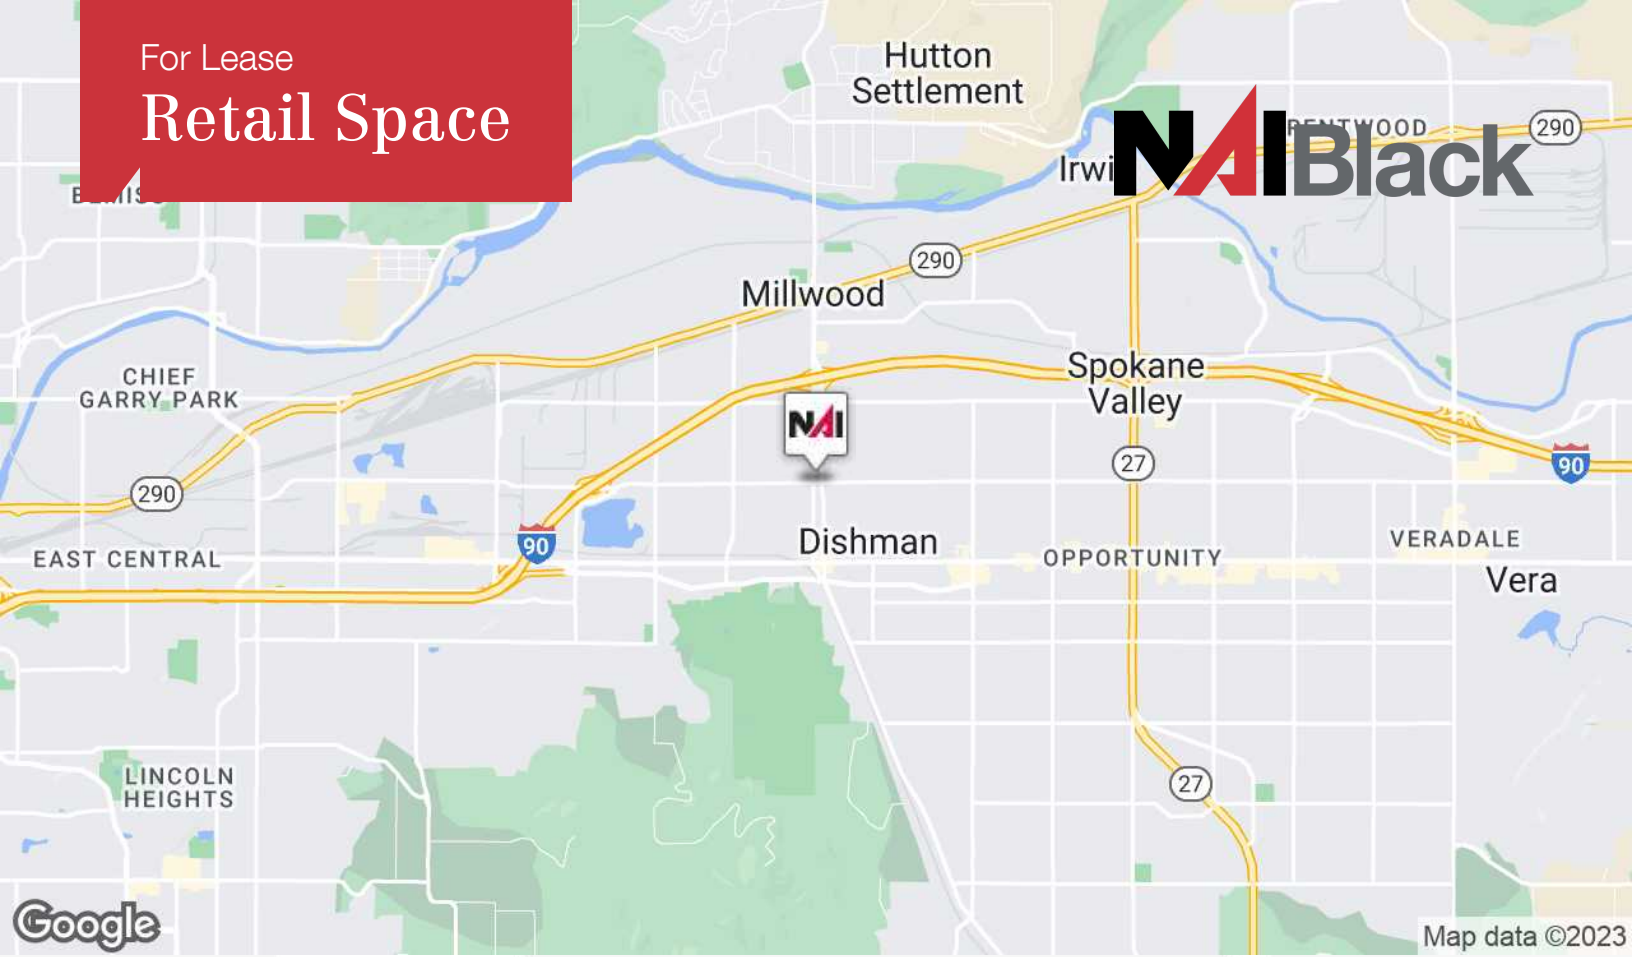 For Lease
Retail Space
Hutton
Settlement
NAIBlack
290
Irwi
290
Millwood
CHIEF
GARRY PARK
Spokane
Valley
NAI
27
90
290
90
Dishman
EAST CENTRAL
OPPORTUNITY
VERADALE
Vera
LINCOLN
HEIGHTS
27
Google
Map data ©2023